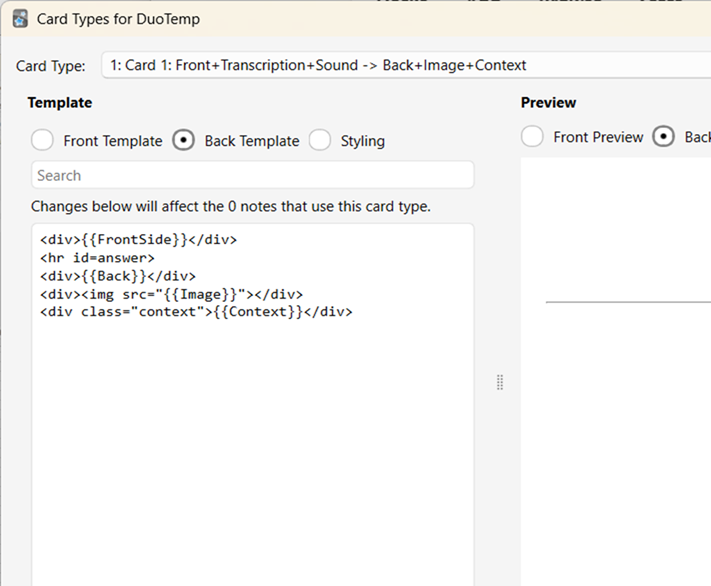 Card Types for DuoTemp
Card Type: 1: Card 1: Front+Transcription+Sound -> Back+Image+Context
Template
Front Template Back Template Styling
Search
Changes below will affect the 0 notes that use this card type.
<div>{{FrontSide}}</div>
<hr id=answer>
<div>{{Back}}</div>
<div><img src="{{Image}}"></div>
<div class="context">{{Context}}</div>
Preview
Front Preview Back